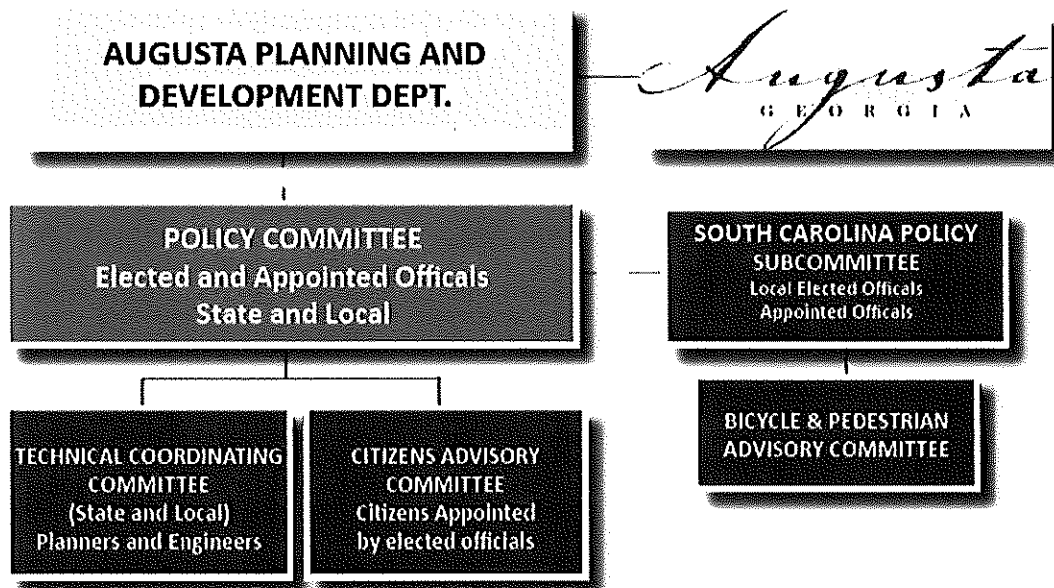 AUGUSTA PLANNING AND
DEVELOPMENT DEPT.
Augusta
GEORGIA
POLICY COMMITTEE
Elected and Appointed Officals
State and Local
SOUTH CAROLINA POLICY
SUBCOMMITTEE
Local Elected Officals
Appointed Officals
TECHNICAL COORDINATING
COMMITTEE
(State and Local)
Planners and Engineers
CITIZENS ADVISORY
COMMITTEE
Citizens Appointed
by elected officials
BICYCLE & PEDESTRIAN
ADVISORY COMMITTEE